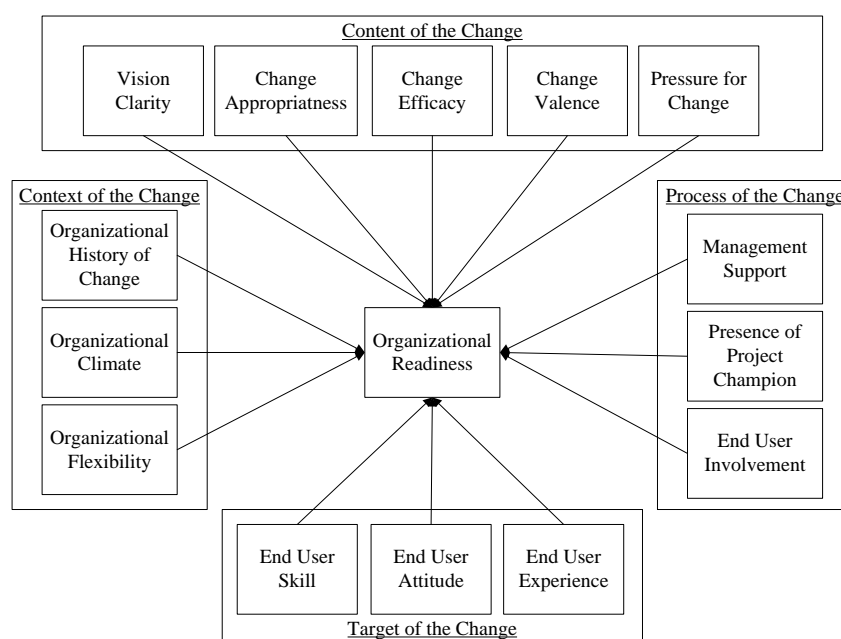 Content of the Change
Vision
Clarity
Change
Appropriatness
Change
Efficacy
Change
Valence
Pressure for
Change
Context of the Change
Organizational
History of
Change
Organizational
Climate
Organizational
Flexibility
Process of the Change
Management
Support
Presence of
Project
Champion
End User
Involvement
Organizational
Readiness
End User
Skill
End User
Attitude
End User
Experience
Target of the Change